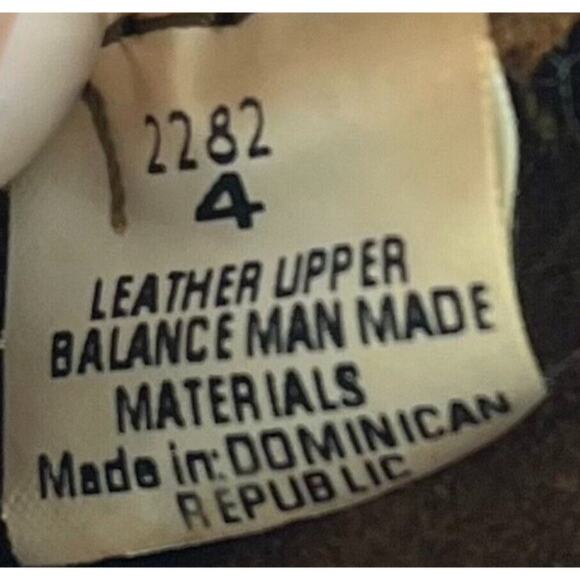 2282
4
LEATHER UPPER
BALANCE MAN MADE
MATERIALS
Made in: DOMINICAN
REPUBLIC